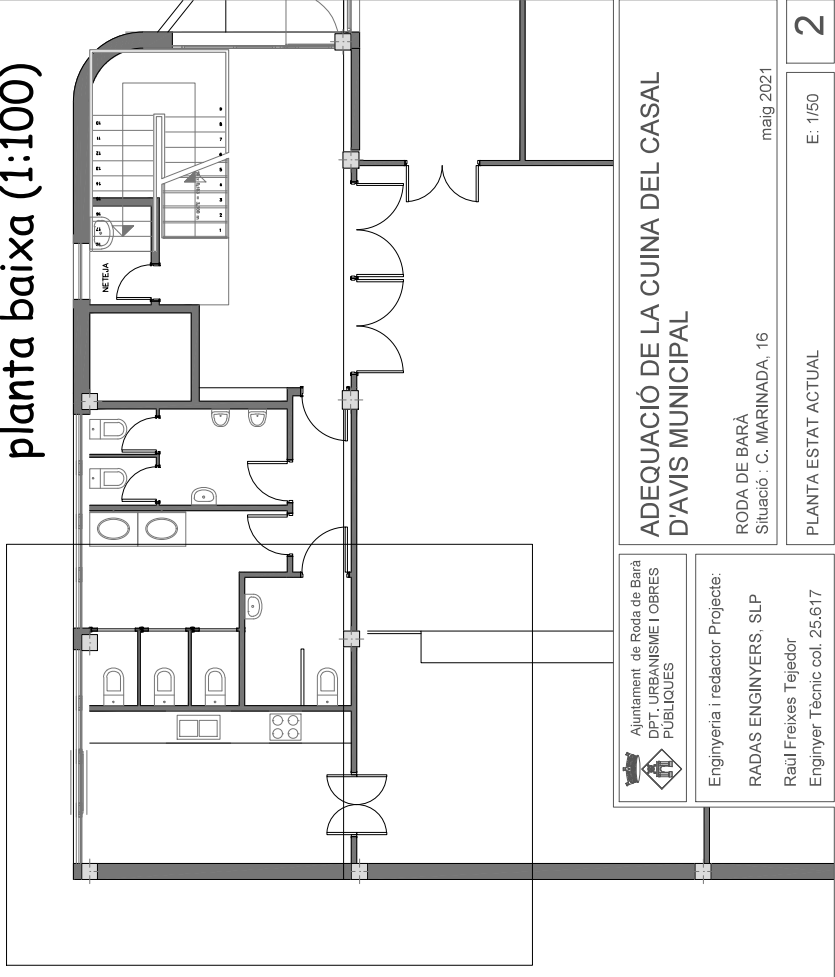 planta baixa (1:100)
NETEJA
Ajuntament de Roda de Barà
DPT. URBANISME I OBRES
PÚBLIQUES
ADEQUACIÓ DE LA CUINA DEL CASAL
D'AVIS MUNICIPAL
maig 2021
RODA DE BARÀ
Situació : C. MARINADA, 16
2
Enginyeria i redactor Projecte:
RADAS ENGINYERS, SLP
Raül Freixes Tejedor
Enginyer Tècnic col. 25.617
PLANTA ESTAT ACTUAL
E: 1/50